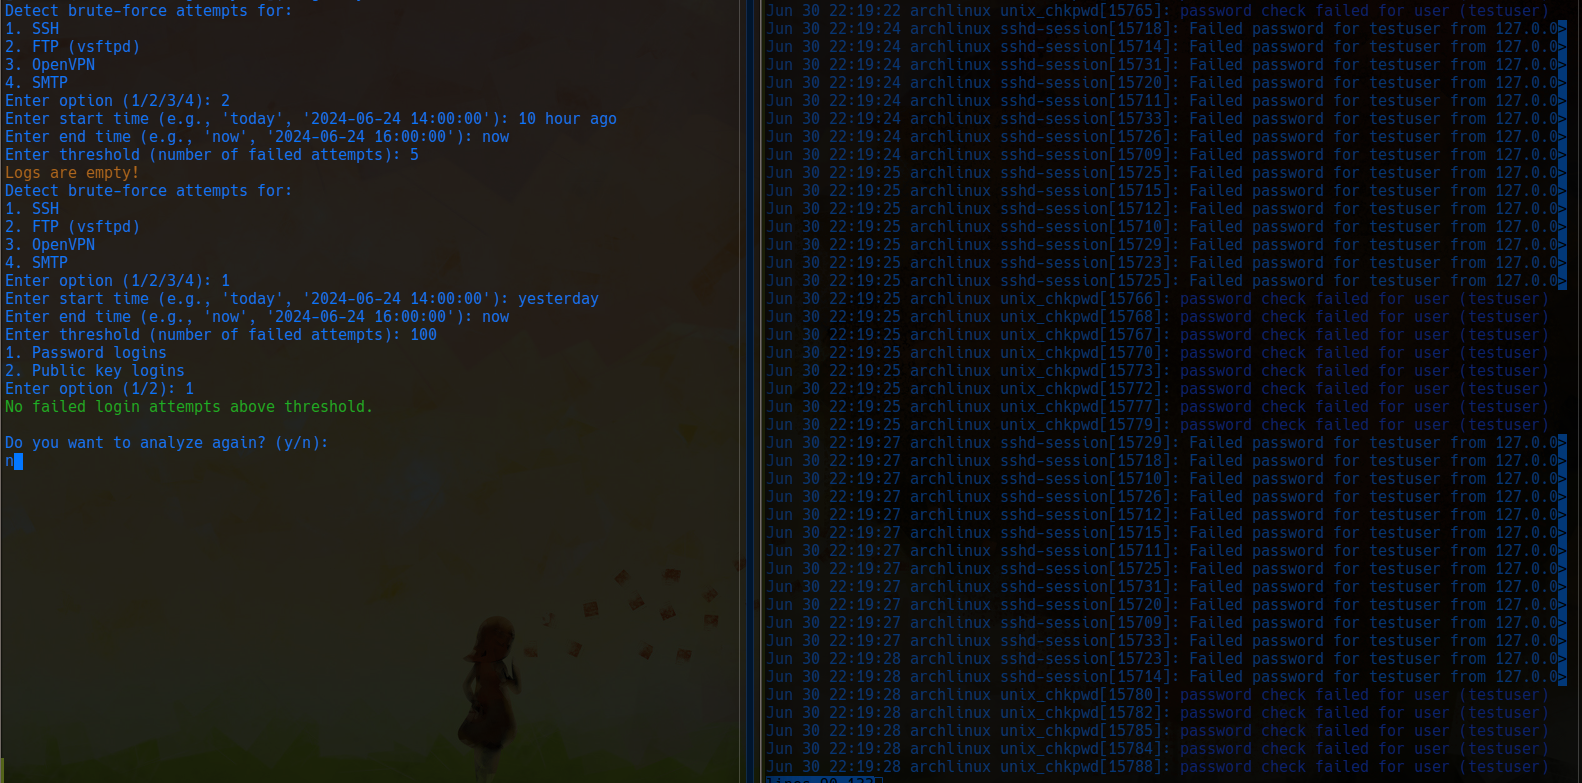 Detect brute-force attempts for:
1. SSH
2. FTP (vsftpd)
3. OpenVPN
4. SMTP
Enter option (1/2/3/4): 2
Enter start time (e.g., 'today', '2024-06-24 14:00:00'): 10 hour ago
Enter end time (e.g., 'now', '2024-06-24 16:00:00'): now
Enter threshold (number of failed attempts): 5
Logs are empty!
Detect brute-force attempts for:
1. SSH
2. FTP (vsftpd)
3. OpenVPN
4. SMTP
Enter option (1/2/3/4): 1
Enter start time (e.g., 'today', '2024-06-24 14:00:00'): yesterday
Enter end time (e.g., 'now', '2024-06-24 16:00:00'): now
Enter threshold (number of failed attempts): 100
1. Password logins
2. Public key logins
Enter option (1/2): 1
No failed login attempts above threshold.
Do you want to analyze again? (y/n):
n
Jun 30 22:19:22 archlinux unix_chkpwd[15765]: password check failed for user (testuser)
Jun 30 22:19:24 archlinux sshd-session[15718]: Failed password for testuser from 127.0.0>
Jun 30 22:19:24 archlinux sshd-session[15714]: Failed password for testuser from 127.0.0>
Jun 30 22:19:24 archlinux sshd-session[15731]: Failed password for testuser from 127.0.0>
Jun 30 22:19:24 archlinux sshd-session[15720]: Failed password for testuser from 127.0.0>
Jun 30 22:19:24 archlinux sshd-session[15711]: Failed password for testuser from 127.0.0>
Jun 30 22:19:24 archlinux sshd-session[15733]: Failed password for testuser from 127.0.0>
Jun 30 22:19:24 archlinux sshd-session[15726]: Failed password for testuser from 127.0.0>
Jun 30 22:19:24 archlinux sshd-session[15709]: Failed password for testuser from 127.0.0>
Jun 30 22:19:25 archlinux sshd-session[15725]: Failed password for testuser from 127.0.0>
Jun 30 22:19:25 archlinux sshd-session[15715]: Failed password for testuser from 127.0.0>
Jun 30 22:19:25 archlinux sshd-session[15712]: Failed password for testuser from 127.0.0>
Jun 30 22:19:25 archlinux sshd-session[15710]: Failed password for testuser from 127.0.0>
Jun 30 22:19:25 archlinux sshd-session[15729]: Failed password for testuser from 127.0.0>
Jun 30 22:19:25 archlinux sshd-session[15723]: Failed password for testuser from 127.0.0>
Jun 30 22:19:25 archlinux sshd-session[15725]: Failed password for testuser from 127.0.0>
Jun 30 22:19:25 archlinux unix_chkpwd[15766]: password check failed for user (testuser)
Jun 30 22:19:25 archlinux unix_chkpwd[15768]: password check failed for user (testuser)
Jun 30 22:19:25 archlinux unix_chkpwd[15767]: password check failed for user (testuser)
Jun 30 22:19:25 archlinux unix_chkpwd[15770]: password check failed for user (testuser)
Jun 30 22:19:25 archlinux unix_chkpwd[15773]: password check failed for user (testuser)
Jun 30 22:19:25 archlinux unix_chkpwd[15772]: password check failed for user (testuser)
Jun 30 22:19:25 archlinux unix_chkpwd[15777]: password check failed for user (testuser)
Jun 30 22:19:25 archlinux unix_chkpwd[15779]: password check failed for user (testuser)
Jun 30 22:19:27 archlinux sshd-session[15729]: Failed password for testuser from 127.0.0>
Jun 30 22:19:27 archlinux sshd-session[15718]: Failed password for testuser from 127.0.0>
Jun 30 22:19:27 archlinux sshd-session[15710]: Failed password for testuser from 127.0.0>
Jun 30 22:19:27 archlinux sshd-session[15726]: Failed password for testuser from 127.0.0>
Jun 30 22:19:27 archlinux sshd-session[15712]: Failed password for testuser from 127.0.0>
Jun 30 22:19:27 archlinux sshd-session[15715]: Failed password for testuser from 127.0.0>
Jun 30 22:19:27 archlinux sshd-session[15711]: Failed password for testuser from 127.0.0>
Jun 30 22:19:27 archlinux sshd-session[15725]: Failed password for testuser from 127.0.0>
Jun 30 22:19:27 archlinux sshd-session[15731]: Failed password for testuser from 127.0.0>
Jun 30 22:19:27 archlinux sshd-session[15720]: Failed password for testuser from 127.0.0>
Jun 30 22:19:27 archlinux sshd-session[15709]: Failed password for testuser from 127.0.0>
Jun 30 22:19:27 archlinux sshd-session[15733]: Failed password for testuser from 127.0.0>
Jun 30 22:19:28 archlinux sshd-session[15723]: Failed password for testuser from 127.0.0>
Jun 30 22:19:28 archlinux sshd-session[15714]: Failed password for testuser from 127.0.0>
Jun 30 22:19:28 archlinux unix_chkpwd[15780]: password check failed for user (testuser)
Jun 30 22:19:28 archlinux unix_chkpwd[15782]: password check failed for user (testuser)
Jun 30 22:19:28 archlinux unix_chkpwd[15785]: password check failed for user (testuser)
Jun 30 22:19:28 archlinux unix_chkpwd[15784]: password check failed for user (testuser)
Jun 30 22:19:28 archlinux unix_chkpwd[15788]: password check failed for user (testuser)